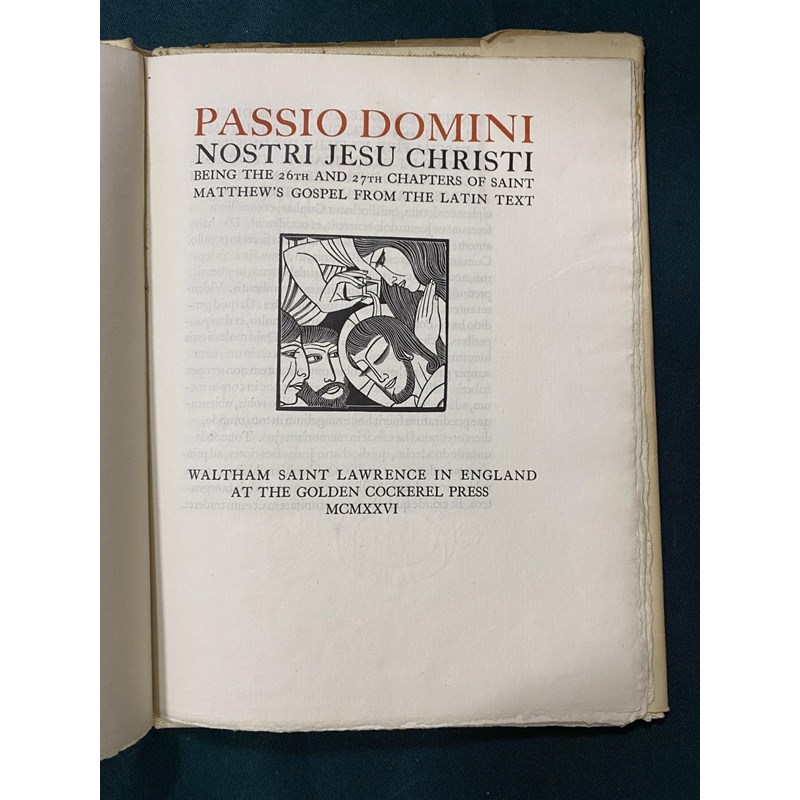 PASSIO DOMINI
NOSTRI JESU CHRISTI
BEING THE 26TH AND 27TH CHAPTERS OF SAINT
MATTHEW'S GOSPEL FROM THE LATIN TEXT
WALTHAM SAINT LAWRENCE IN ENGLAND
AT THE GOLDEN COCKEREL PRESS
MCMXXVI